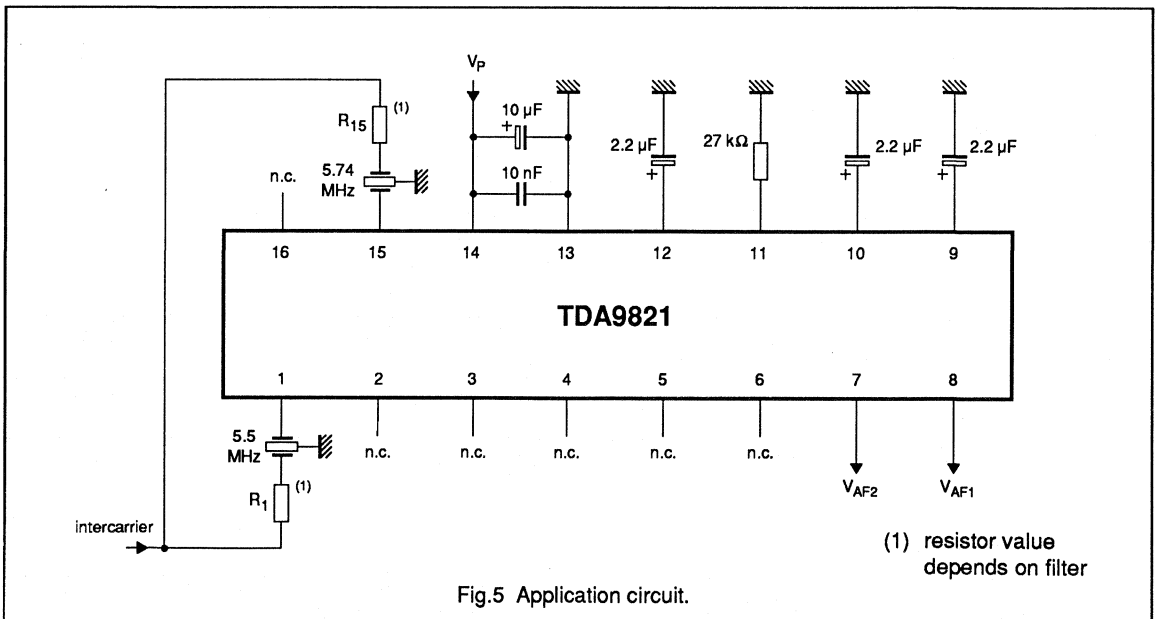 V_P
10 µF
+
R_15 (1)
2.2 µF
+
27 kΩ
2.2 µF
+
2.2 µF
+
n.c.
5.74
MHz
10 nF
16 15 14 13 12 11 10 9
TDA9821
1 2 3 4 5 6 7 8
5.5
MHz
n.c. n.c. n.c. n.c. n.c.
R_1 (1)
V_AF2 V_AF1
intercarrier
(1) resistor value
depends on filter
Fig.5 Application circuit.